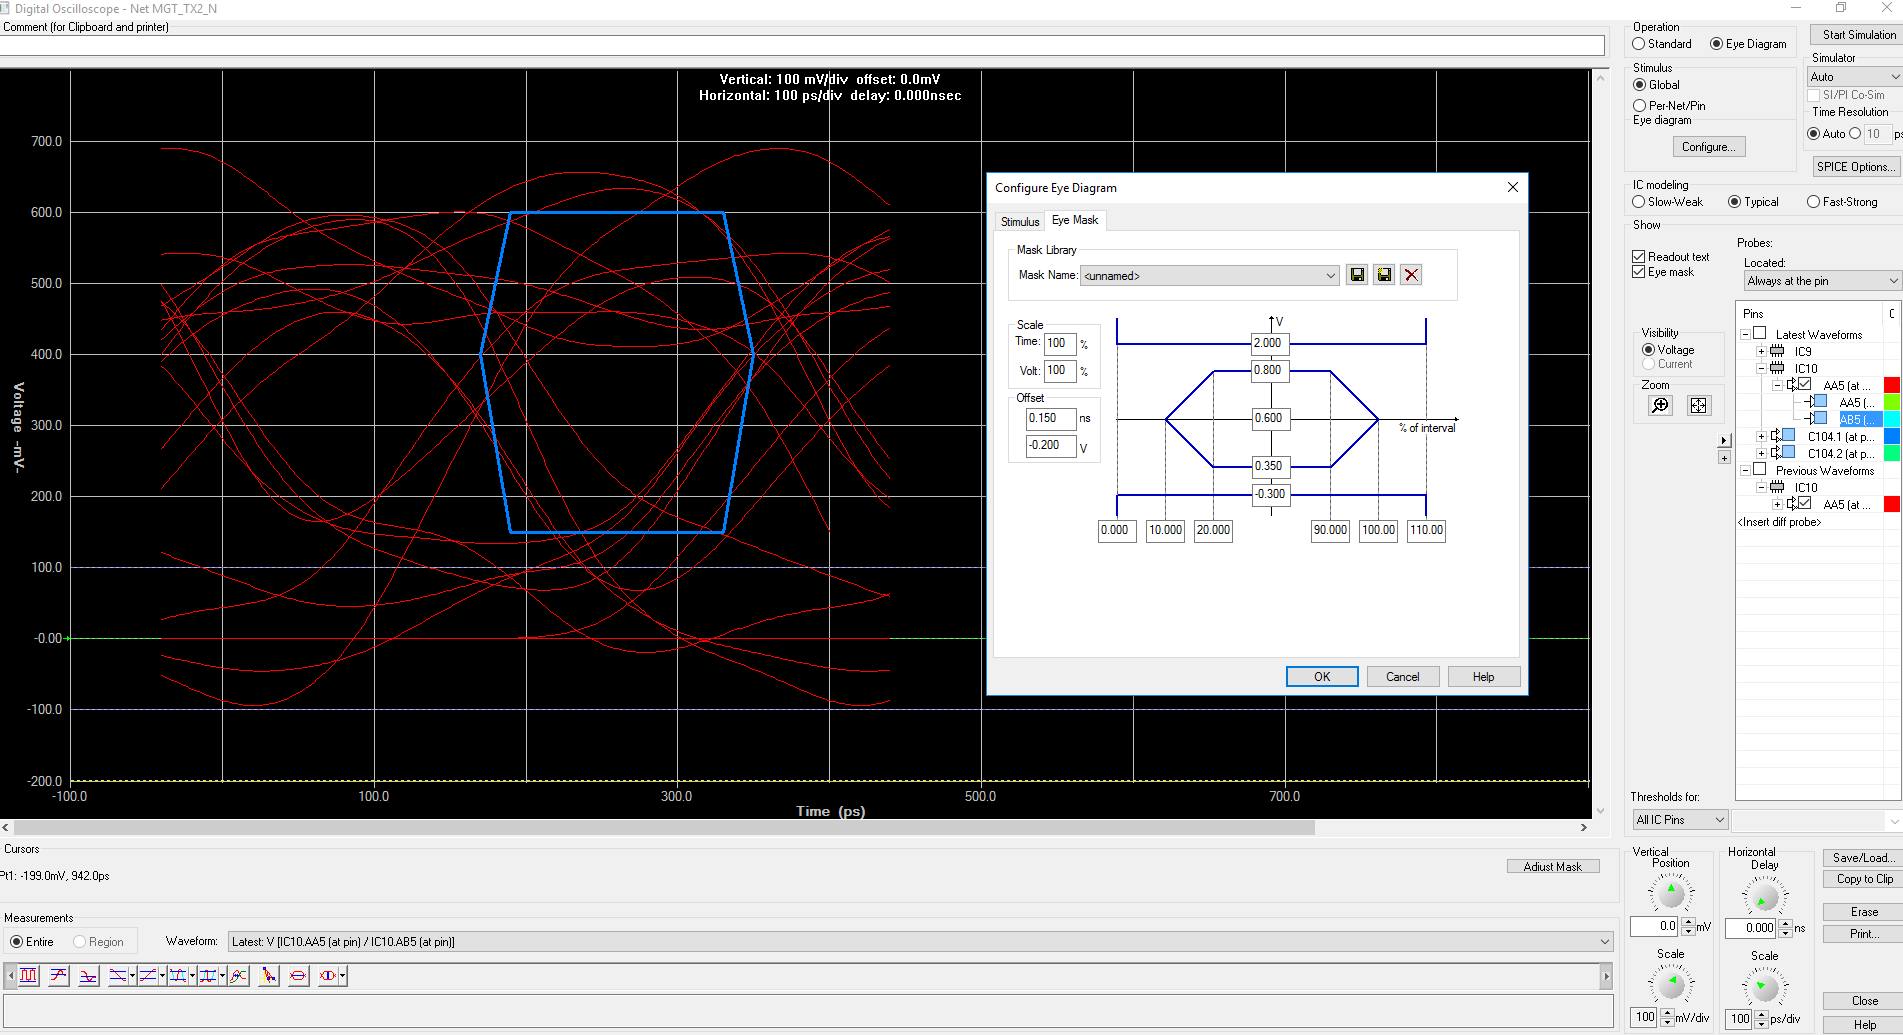 Digital Oscilloscope - Net MGT_TX2_N
Comment (for Clipboard and printer)
Vertical: 100 mV/div offset: 0.0mV
Horizontal: 100 ps/div delay: 0.000nsec
700.0
600.0
500.0
400.0
300.0
200.0
100.0
-0.00
-100.0
-200.0
Voltage -mV-
-100.0
100.0
300.0
500.0
700.0
Time (ps)
Configure Eye Diagram
Stimulus
Eye Mask
Mask Library
Mask Name: <unnamed>
Scale
Time: 100 %
Volt: 100 %
Offset
0.150 ns
-0.200 V
V
2.000
0.800
0.600
0.350
-0.300
% of interval
0.000
10.000
20.000
90.000
100.00
110.00
OK
Cancel
Help
Operation
Standard
Eye Diagram
Stimulus
Global
Per-Net/Pin
Eye diagram
Configure...
Start Simulation
Simulator
Auto
SI/PI Co-Sim
Time Resolution
Auto 10 ps
SPICE Options...
IC modeling
Slow-Weak
Typical
Fast-Strong
Show
Readout text
Eye mask
Probes:
Located:
Always at the pin
Visibility
Voltage
Current
Zoom
Pins
Latest Waveforms
IC9
IC10
AA5 (at ...
AA5 (...
AB5 (...
C104.1 (at p...
C104.2 (at p...
Previous Waveforms
IC10
AA5 (at ...
<Insert diff probe>
Thresholds for:
All IC Pins
Cursors
Pt1: -199.0mV, 942.0ps
Adjust Mask
Measurements
Entire
Region
Waveform: Latest: V [IC10.AA5 (at pin) / IC10.AB5 (at pin)]
Vertical
Position
0.0 mV
Scale
100 mV/div
Horizontal
Delay
0.000 ns
Scale
100 ps/div
Save/Load...
Copy to Clip
Erase
Print...
Close
Help